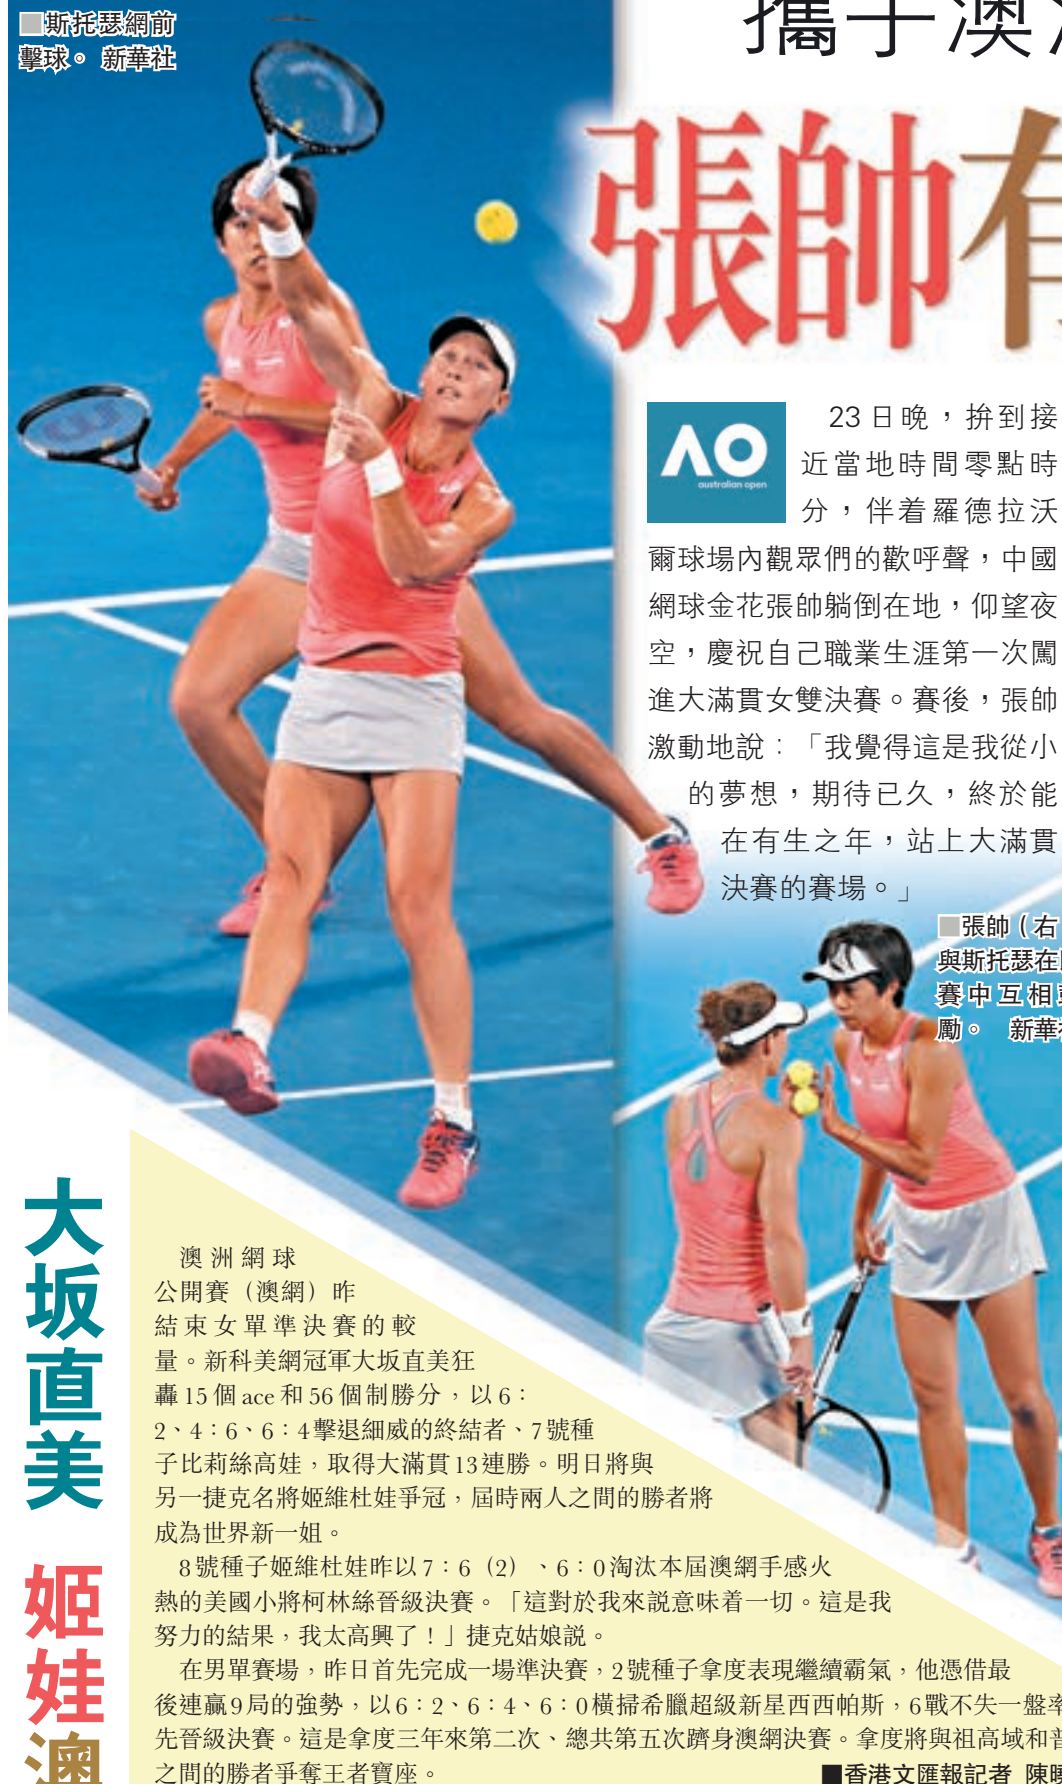 ■斯托瑟網前
擊球。 新華社
攜手澳
張帥有
AO
australian open
23日晚，拚到接
近當地時間零點時
分，伴着羅德拉沃
爾球場內觀眾們的歡呼聲，中國
網球金花張帥躺倒在地，仰望夜
空，慶祝自己職業生涯第一次闖
進大滿貫女雙決賽。賽後，張帥
激動地說：「我覺得這是我從小
的夢想，期待已久，終於能
在有生之年，站上大滿貫
決賽的賽場。」
■張帥（右
與斯托瑟在
賽中互相
勵。 新華
大坂直美 姬娃澳
澳洲網球
公開賽（澳網）昨
結束女單準決賽的較
量。新科美網冠軍大坂直美狂
轟15個ace和56個制勝分，以6：
2、4：6、6：4擊退細威的終結者、7號種
子比莉絲高娃，取得大滿貫13連勝。明日將與
另一捷克名將姬維杜娃爭冠，屆時兩人之間的勝者將
成為世界新一姐。
8號種子姬維杜娃昨以7：6（2）、6：0淘汰本屆澳網手感火
熱的美國小將柯林絲晉級決賽。「這對於我來説意味着一切。這是我
努力的結果，我太高興了！」捷克姑娘説。
在男單賽場，昨日首先完成一場準決賽，2號種子拿度表現繼續霸氣，他憑借最
後連贏9局的強勢，以6：2、6：4、6：0橫掃希臘超級新星西西帕斯，6戰不失一盤率
先晉級決賽。這是拿度三年來第二次、總共第五次躋身澳網決賽。拿度將與祖高域和普
之間的勝者爭奪王者寶座。
■香港文匯報記者 陳曉